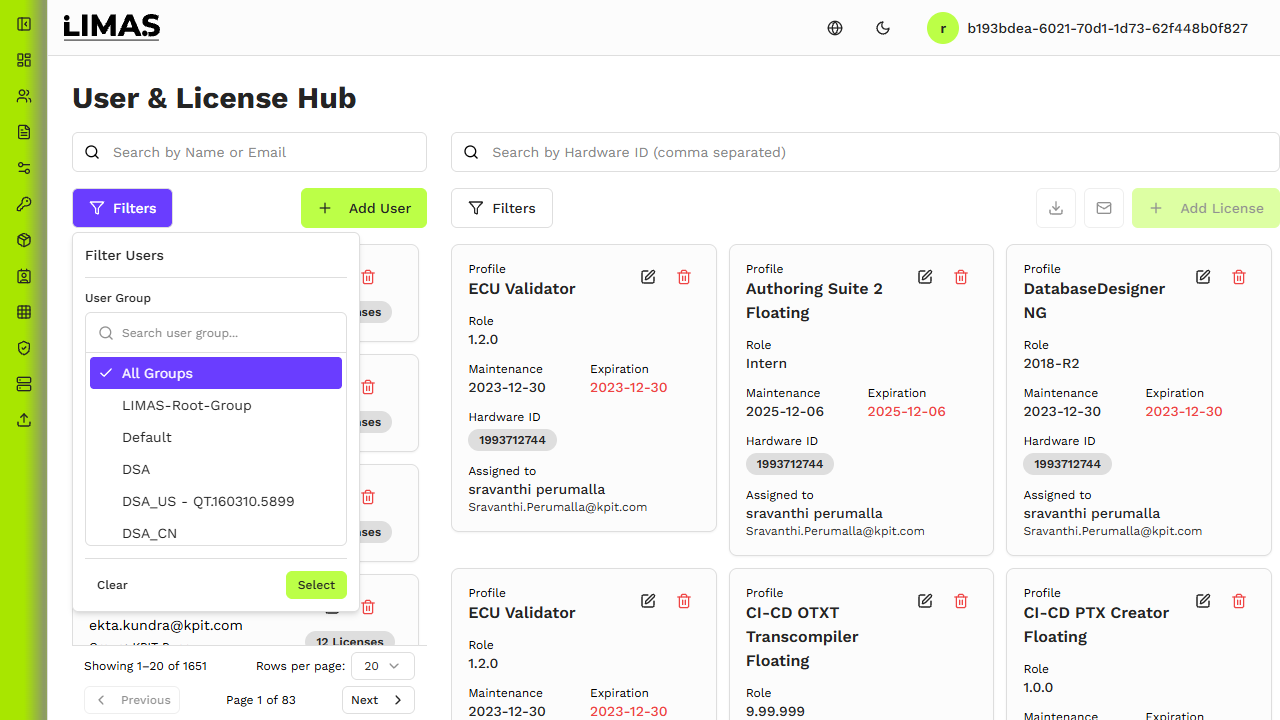 LIMAS
r
b193bdea-6021-70d1-1d73-62f448b0f827
User & License Hub
Search by Name or Email
Search by Hardware ID (comma separated)
Filters
Add User
Filters
Add License
Filter Users
User Group
Search user group...
All Groups
LIMAS-Root-Group
Default
DSA
DSA_US - QT.160310.5899
DSA_CN
Clear
Select
ekta.kundra@kpit.com
12 Licenses
Showing 1–20 of 1651
Rows per page:
20
Previous
Page 1 of 83
Next
Profile
ECU Validator
Role
1.2.0
Maintenance
Expiration
2023-12-30
2023-12-30
Hardware ID
1993712744
Assigned to
sravanthi perumalla
Sravanthi.Perumalla@kpit.com
Profile
Authoring Suite 2
Floating
Role
Intern
Maintenance
Expiration
2025-12-06
2025-12-06
Hardware ID
1993712744
Assigned to
sravanthi perumalla
Sravanthi.Perumalla@kpit.com
Profile
DatabaseDesigner
NG
Role
2018-R2
Maintenance
Expiration
2023-12-30
2023-12-30
Hardware ID
1993712744
Assigned to
sravanthi perumalla
Sravanthi.Perumalla@kpit.com
Profile
ECU Validator
Role
1.2.0
Maintenance
Expiration
2023-12-30
2023-12-30
Profile
CI-CD OTXT
Transcompiler
Floating
Role
9.99.999
Profile
CI-CD PTX Creator
Floating
Role
1.0.0
Maintenance
Expiration